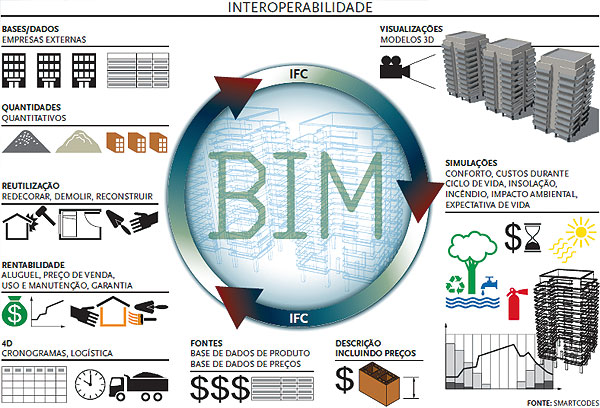 INTEROPERABILIDADE
BASES/DADOS
EMPRESAS EXTERNAS
QUANTIDADES
QUANTITATIVOS
REUTILIZAÇÃO
REDECORAR, DEMOLIR, RECONSTRUIR
RENTABILIDADE
ALUGUEL, PREÇO DE VENDA,
USO E MANUTENÇÃO, GARANTIA
$
4D
CRONOGRAMAS, LOGÍSTICA
IFC
BIM
IFC
FONTES
BASE DE DADOS DE PRODUTO
BASE DE DADOS DE PREÇOS
$$$
DESCRIÇÃO
INCLUINDO PREÇOS
$
VISUALIZAÇÕES
MODELOS 3D
SIMULAÇÕES
CONFORTO, CUSTOS DURANTE
CICLO DE VIDA, INSOLAÇÃO,
INCÊNDIO, IMPACTO AMBIENTAL,
EXPECTATIVA DE VIDA
$
FONTE: SMARTCODES